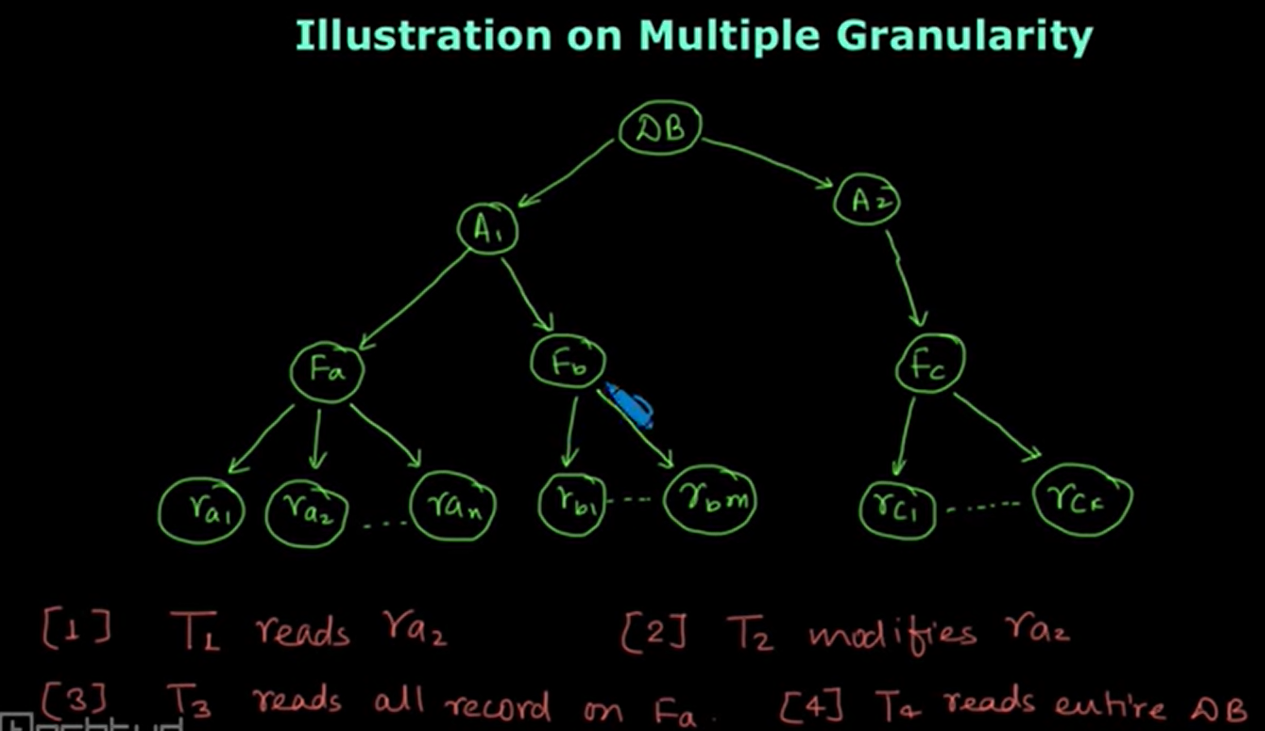 Illustration on Multiple Granularity
DB
A1 A2
Fa Fb Fc
ra1 ra2 ... ran rb1 --- rbm rc1 ...... rck
[1] T1 reads ra2 [2] T2 modifies ra2
[3] T3 reads all record on Fa. [4] T4 reads entire DB